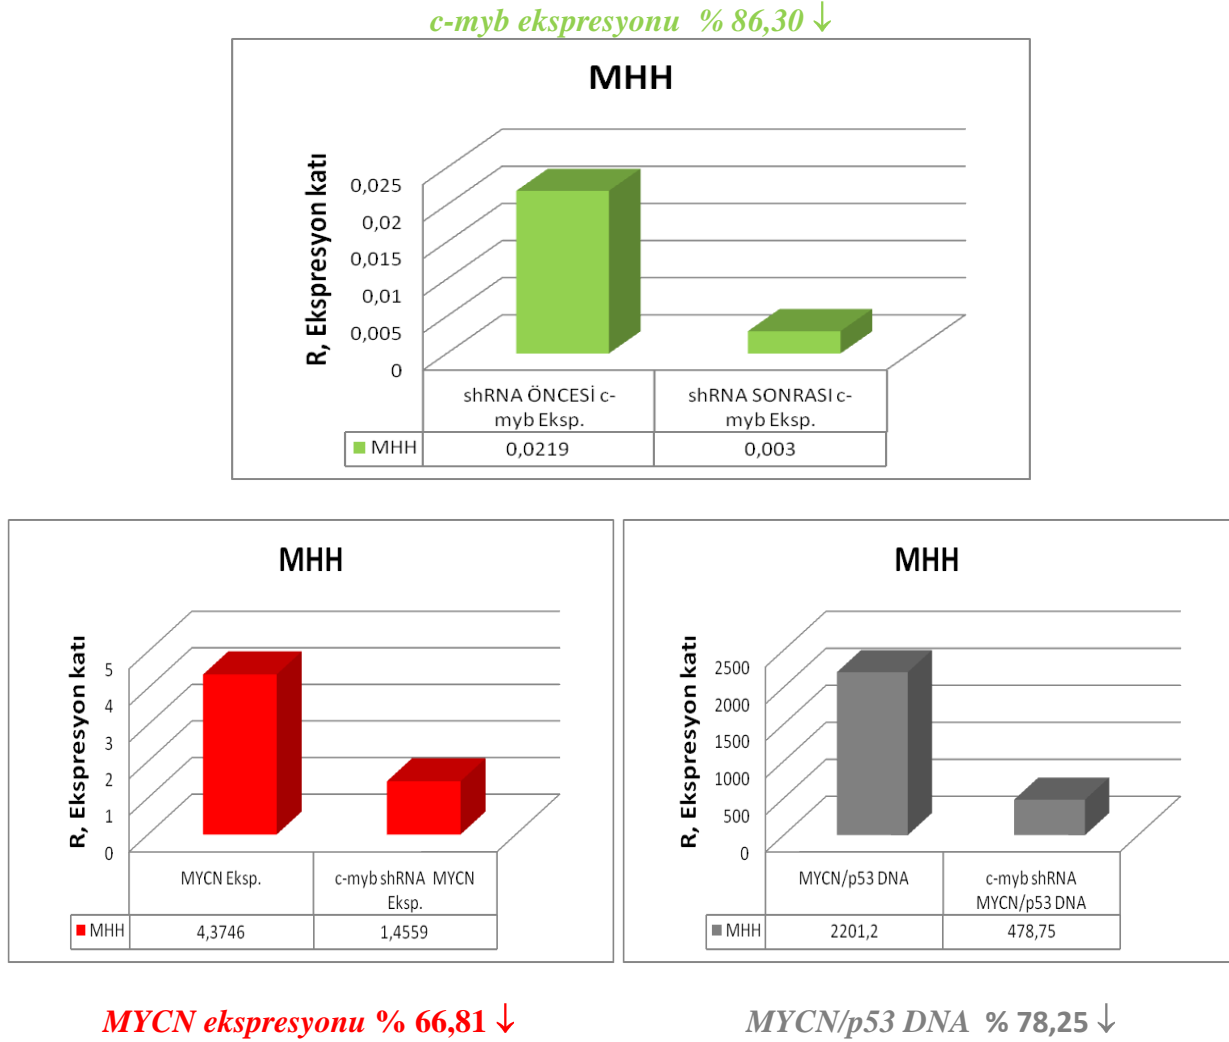 c-myb ekspresyonu % 86,30 ↓
MHH
R, Ekspresyon katı
0,025
0,02
0,015
0,01
0,005
0
shRNA ÖNCESİ c-
myb Eksp.
shRNA SONRASI c-
myb Eksp.
MHH 0,0219 0,003
MHH
R, Ekspresyon katı
5
4
3
2
1
0
MYCN Eksp.
c-myb shRNA MYCN
Eksp.
MHH 4,3746 1,4559
MHH
R, Ekspresyon katı
2500
2000
1500
1000
500
0
MYCN/p53 DNA
c-myb shRNA
MYCN/p53 DNA
MHH 2201,2 478,75
MYCN ekspresyonu % 66,81 ↓
MYCN/p53 DNA % 78,25 ↓